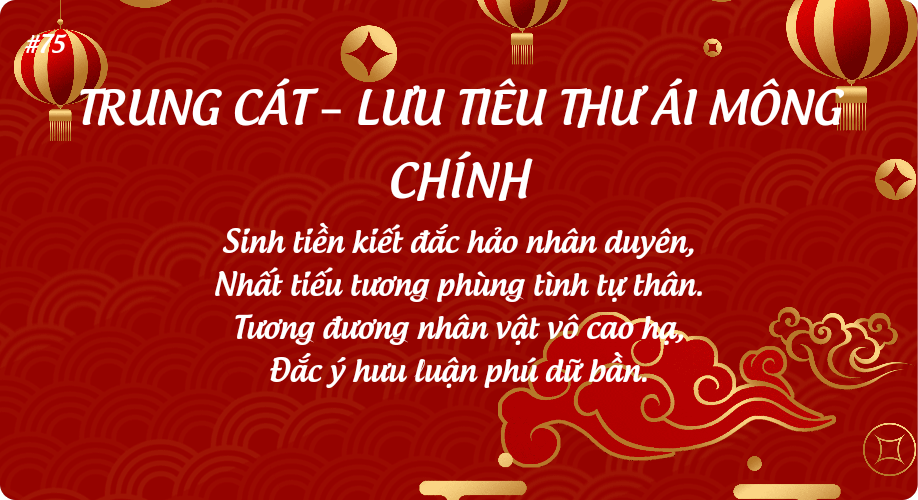 #75
TRUNG CÁT – LƯU TIÊU THƯ ÁI MÔNG
CHÍNH
Sinh tiền kiết đắc hảo nhân duyên,
Nhất tiếu tương phùng tình tự thân.
Tương đương nhân vật vô cao hạ,
Đắc ý hưu luận phú dữ bần.